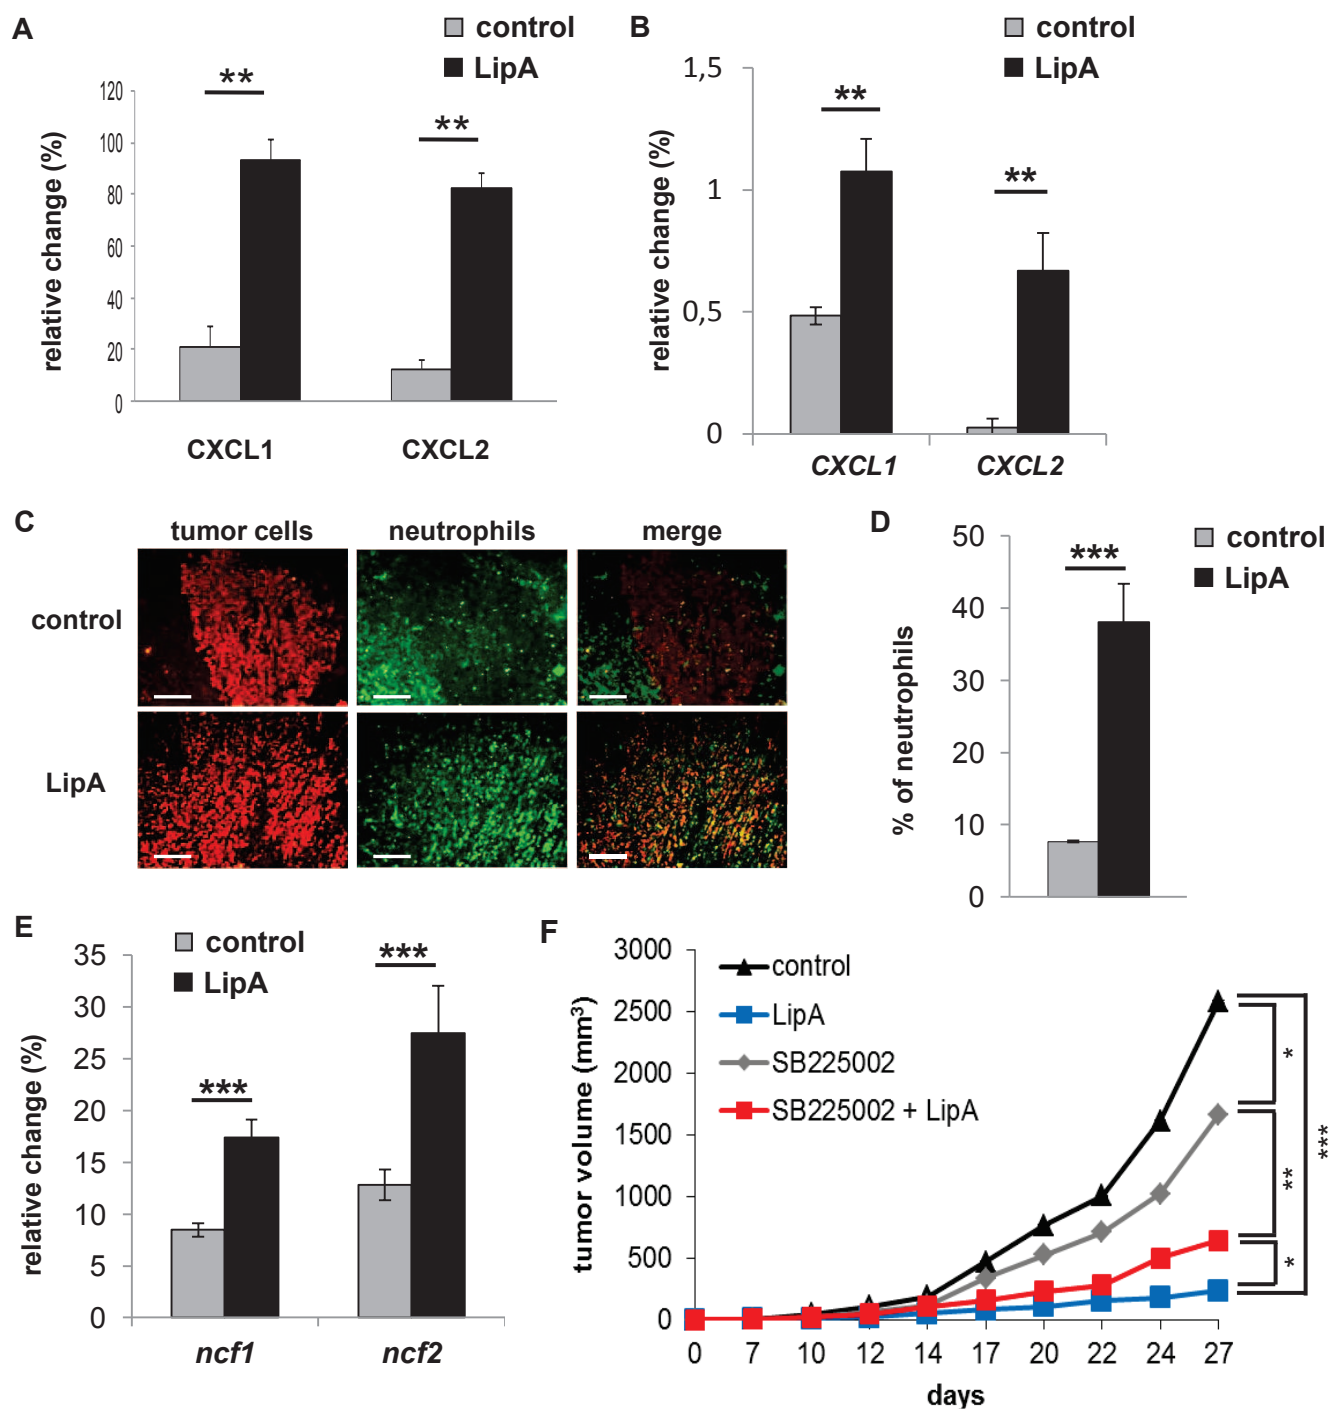 A
control
LipA
**
**
relative change (%)
120
100
80
60
40
20
0
CXCL1
CXCL2
B
control
LipA
**
**
relative change (%)
1,5
1
0,5
0
CXCL1
CXCL2
C
tumor cells
neutrophils
merge
control
LipA
D
control
LipA
***
% of neutrophils
50
40
30
20
10
0
E
control
LipA
***
***
relative change (%)
35
30
25
20
15
10
5
0
ncf1
ncf2
F
control
LipA
SB225002
SB225002 + LipA
tumor volume (mm³)
3000
2500
2000
1500
1000
500
0
0 7 10 12 14 17 20 22 24 27
days
*
**
*
***